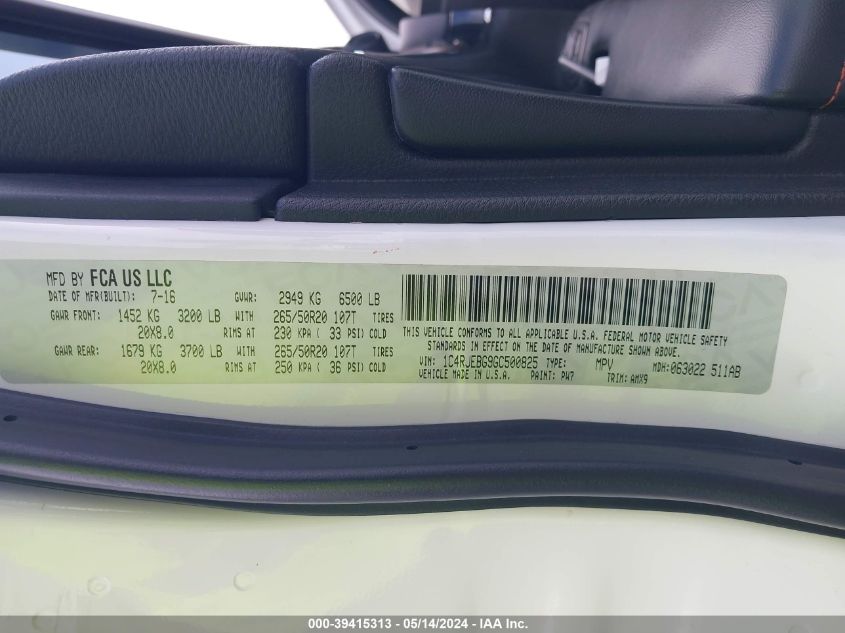 MFD BY FCA US LLC
DATE OF MFR(BUILT): 7-16 GVWR: 2949 KG 6500 LB
GAWR FRONT: 1452 KG 3200 LB WITH 265/50R20 107T TIRES
20X8.0 RIMS AT 230 KPA ( 33 PSI) COLD
GAWR REAR: 1679 KG 3700 LB WITH 265/50R20 107T TIRES
20X8.0 RIMS AT 250 KPA ( 36 PSI) COLD
THIS VEHICLE CONFORMS TO ALL APPLICABLE U.S.A. FEDERAL MOTOR VEHICLE SAFETY
STANDARDS IN EFFECT ON THE DATE OF MANUFACTURE SHOWN ABOVE.
VIN: 1C4RJEBG9GC500825 TYPE: MPV MDH: 063022 511AB
VEHICLE MADE IN U.S.A. PAINT: PW7 TRIM: AMX9
000-39415313 - 05/14/2024 - IAA Inc.